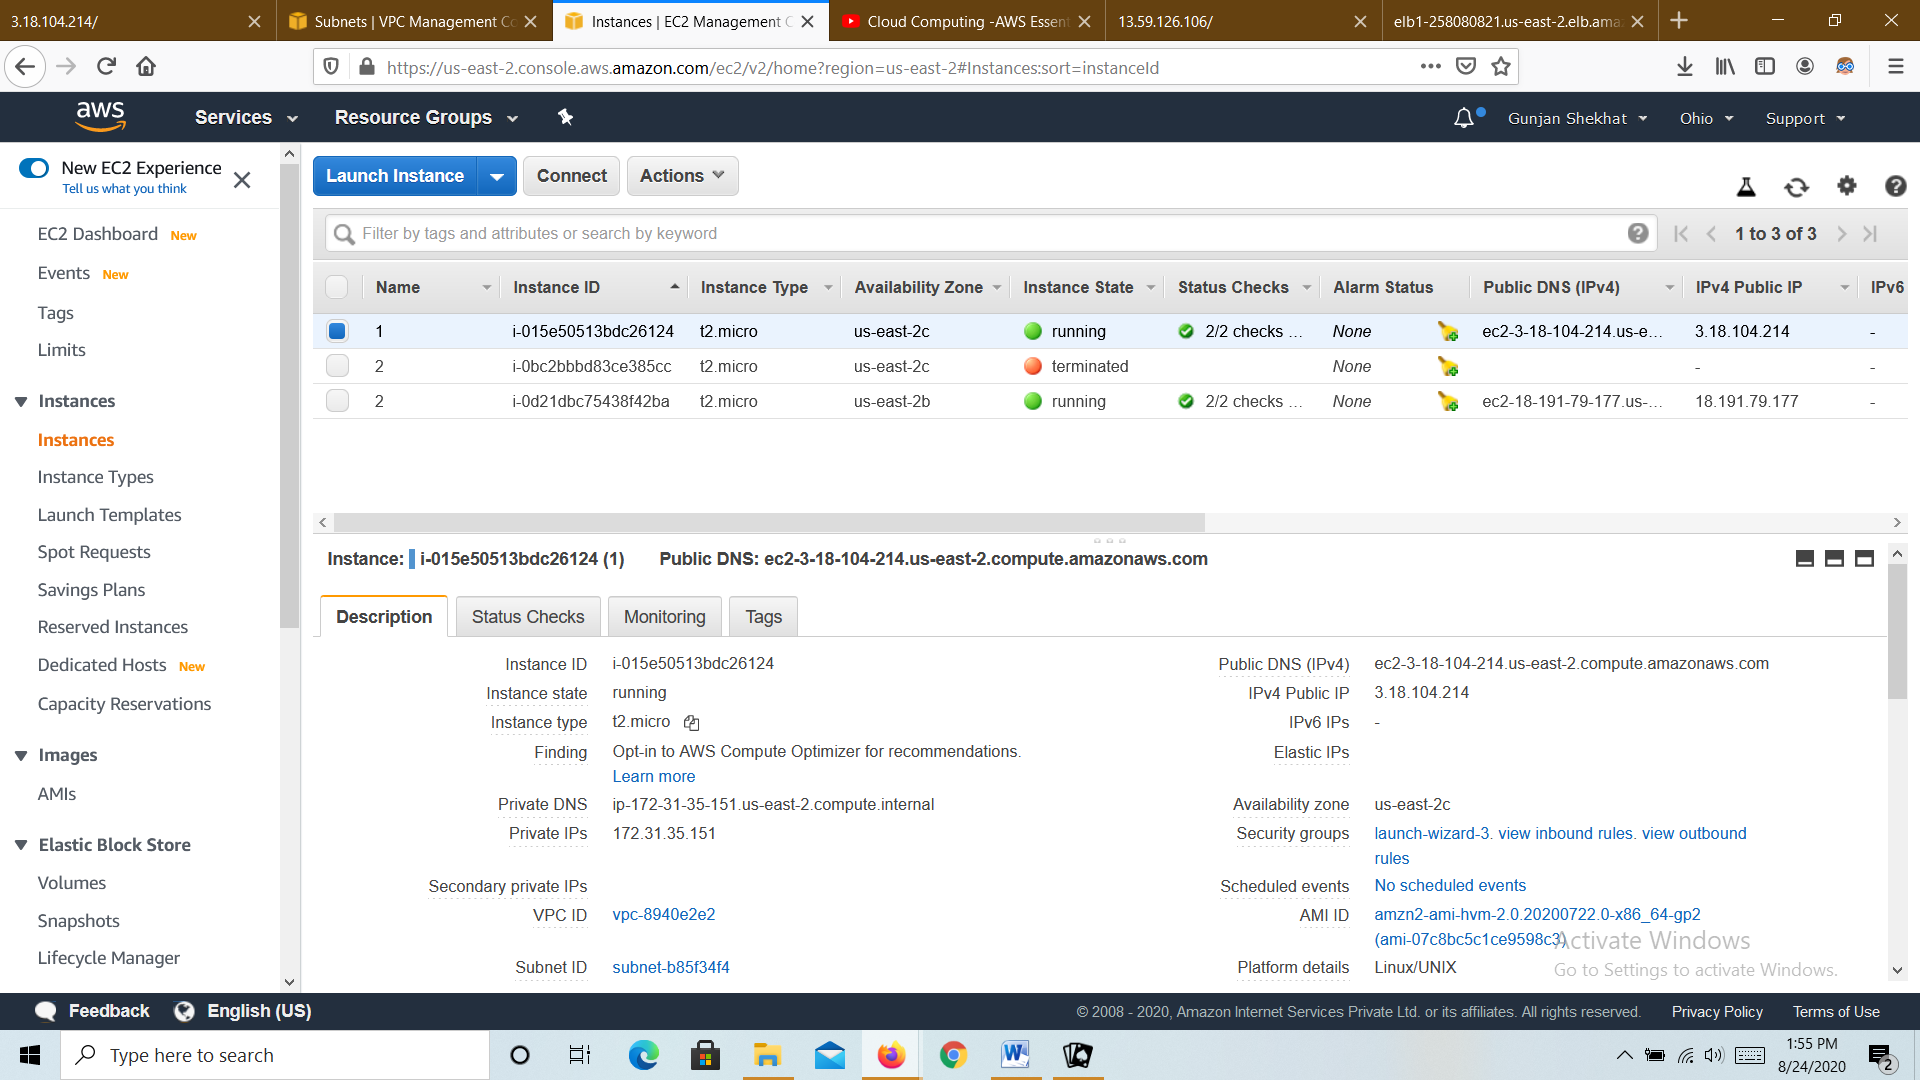 3.18.104.214/
Subnets | VPC Management Co
Instances | EC2 Management C
Cloud Computing -AWS Essent
13.59.126.106/
elb1-258080821.us-east-2.elb.ama
https://us-east-2.console.aws.amazon.com/ec2/v2/home?region=us-east-2#Instances:sort=instanceId
aws
Services
Resource Groups
Gunjan Shekhat
Ohio
Support
New EC2 Experience
Tell us what you think
EC2 Dashboard New
Events New
Tags
Limits
Instances
Instances
Instance Types
Launch Templates
Spot Requests
Savings Plans
Reserved Instances
Dedicated Hosts New
Capacity Reservations
Images
AMIs
Elastic Block Store
Volumes
Snapshots
Lifecycle Manager
Launch Instance
Connect
Actions
Filter by tags and attributes or search by keyword
1 to 3 of 3
Name Instance ID Instance Type Availability Zone Instance State Status Checks Alarm Status Public DNS (IPv4) IPv4 Public IP IPv6
1 i-015e50513bdc26124 t2.micro us-east-2c running 2/2 checks ... None ec2-3-18-104-214.us-e... 3.18.104.214 -
2 i-0bc2bbbd83ce385cc t2.micro us-east-2c terminated None - -
2 i-0d21dbc75438f42ba t2.micro us-east-2b running 2/2 checks ... None ec2-18-191-79-177.us-... 18.191.79.177 -
Instance: i-015e50513bdc26124 (1) Public DNS: ec2-3-18-104-214.us-east-2.compute.amazonaws.com
Description
Status Checks
Monitoring
Tags
Instance ID i-015e50513bdc26124
Instance state running
Instance type t2.micro
Finding Opt-in to AWS Compute Optimizer for recommendations.
Learn more
Private DNS ip-172-31-35-151.us-east-2.compute.internal
Private IPs 172.31.35.151
Secondary private IPs
VPC ID vpc-8940e2e2
Subnet ID subnet-b85f34f4
Public DNS (IPv4) ec2-3-18-104-214.us-east-2.compute.amazonaws.com
IPv4 Public IP 3.18.104.214
IPv6 IPs -
Elastic IPs
Availability zone us-east-2c
Security groups launch-wizard-3. view inbound rules. view outbound
rules
Scheduled events No scheduled events
AMI ID amzn2-ami-hvm-2.0.20200722.0-x86_64-gp2
(ami-07c8bc5c1ce9598c3)
Platform details Linux/UNIX
Activate Windows
Go to Settings to activate Windows.
Feedback
English (US)
© 2008 - 2020, Amazon Internet Services Private Ltd. or its affiliates. All rights reserved.
Privacy Policy
Terms of Use
Type here to search
1:55 PM
8/24/2020
2